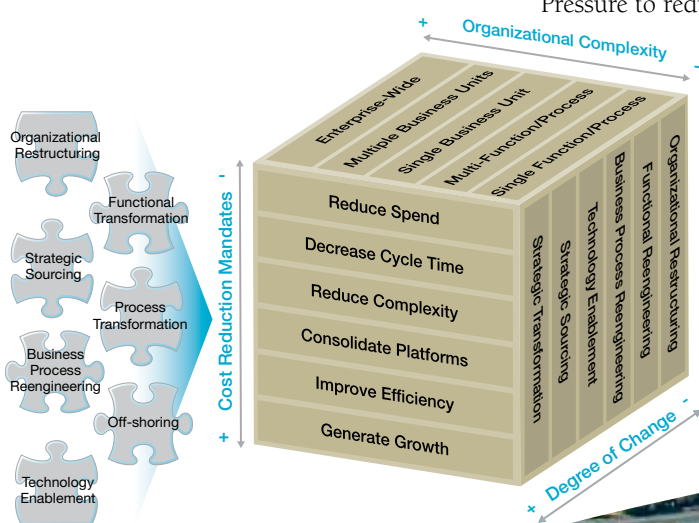 Pressure to red
+ Organizational Complexity -
Enterprise-Wide
Multiple Business Units
Single Business Unit
Multi-Function/Process
Single Function/Process
Organizational
Restructuring
Functional
Transformation
Strategic
Sourcing
Process
Transformation
Business
Process
Reengineering
Off-shoring
Technology
Enablement
+ Cost Reduction Mandates -
Reduce Spend
Decrease Cycle Time
Reduce Complexity
Consolidate Platforms
Improve Efficiency
Generate Growth
Strategic Transformation
Strategic Sourcing
Technology Enablement
Business Process Reengineering
Functional Reengineering
Organizational Restructuring
+ Degree of Change -